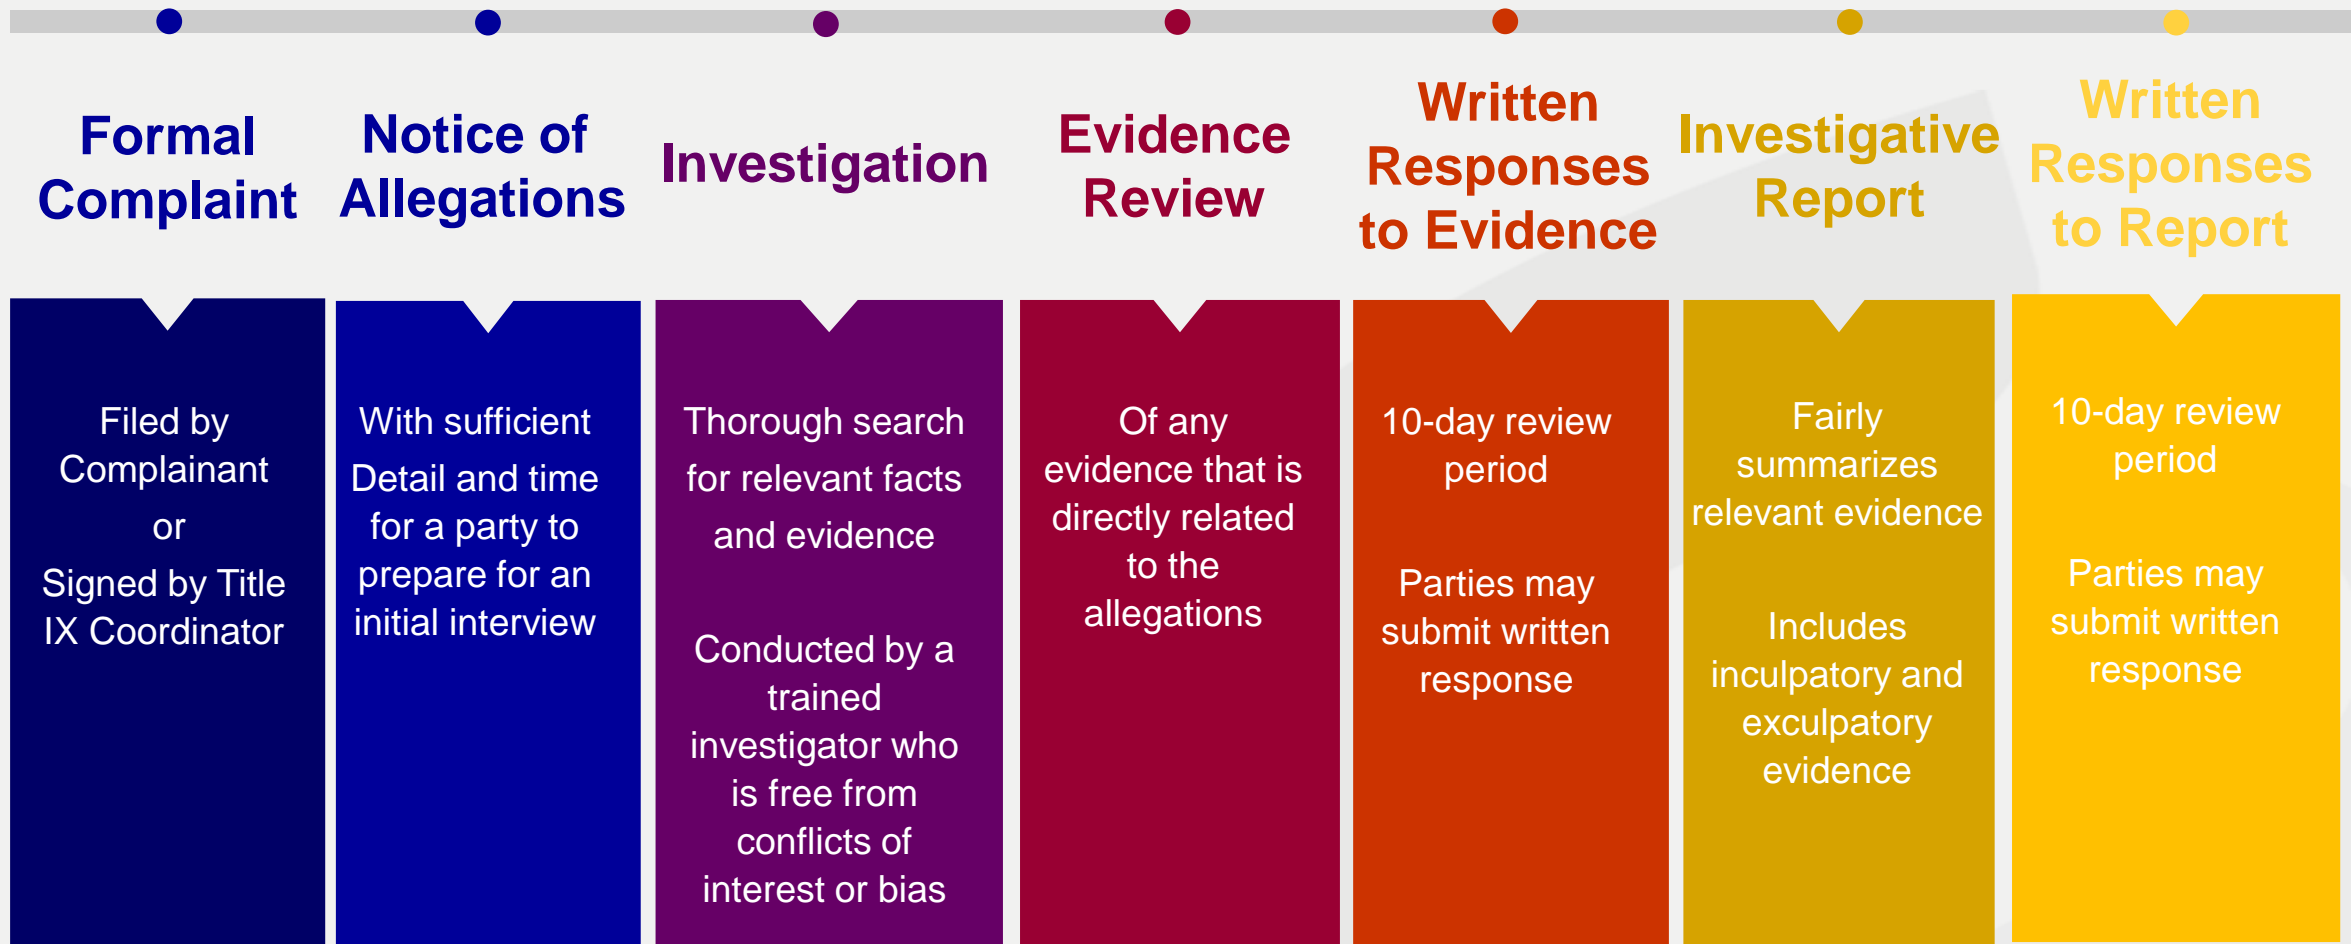 Formal
Complaint
Filed by
Complainant
or
Signed by Title
IX Coordinator
Notice of
Allegations
With sufficient
Detail and time
for a party to
prepare for an
initial interview
Investigation
Thorough search
for relevant facts
and evidence
Conducted by a
trained
investigator who
is free from
conflicts of
interest or bias
Evidence
Review
Of any
evidence that is
directly related
to the
allegations
Written
Responses
to Evidence
10-day review
period
Parties may
submit written
response
Investigative
Report
Fairly
summarizes
relevant evidence
Includes
inculpatory and
exculpatory
evidence
Written
Responses
to Report
10-day review
period
Parties may
submit written
response